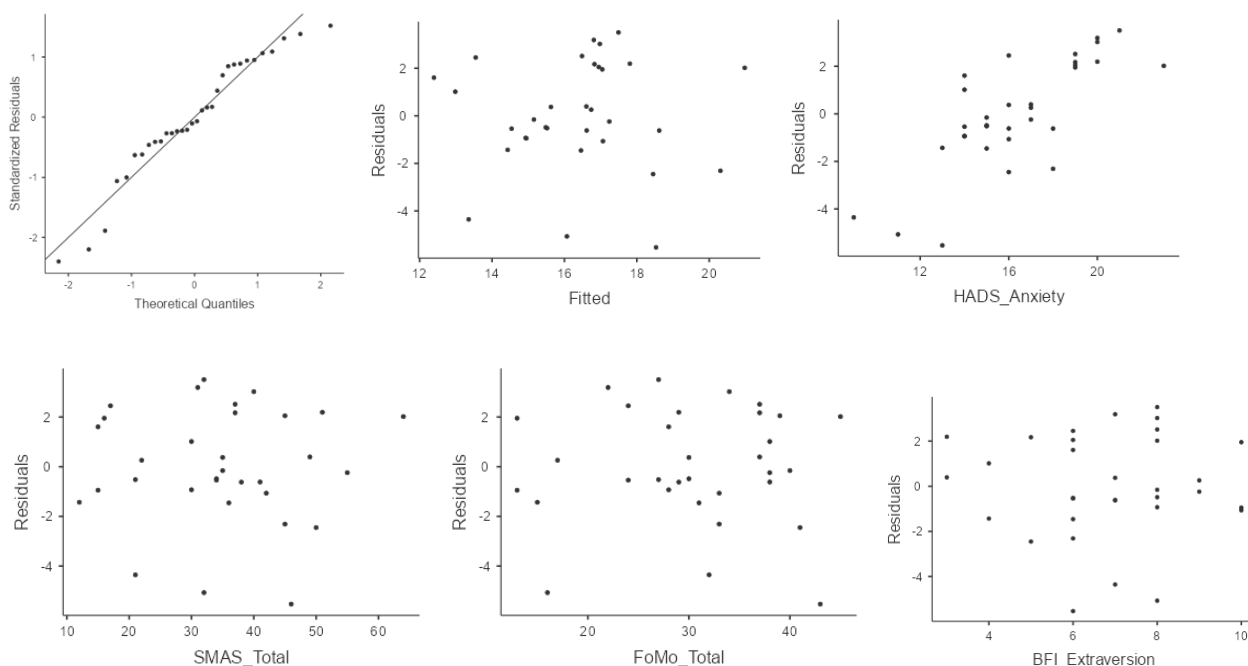 Standardized Residuals
1
0
-1
-2
-2 -1 0 1 2
Theoretical Quantiles
Residuals
2
0
-2
-4
12 14 16 18 20
Fitted
Residuals
2
0
-2
-4
12 16 20
HADS_Anxiety
Residuals
2
0
-2
-4
10 20 30 40 50 60
SMAS_Total
Residuals
2
0
-2
-4
20 30 40
FoMo_Total
Residuals
2
0
-2
-4
4 6 8 10
BFI_Extraversion